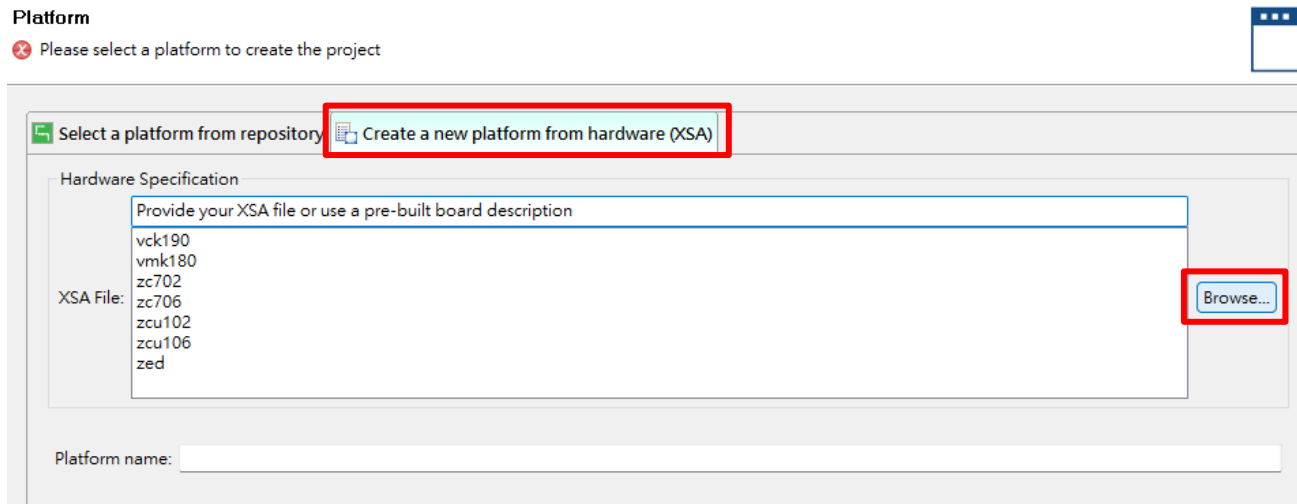 Platform
Please select a platform to create the project
Select a platform from repository Create a new platform from hardware (XSA)
Hardware Specification
Provide your XSA file or use a pre-built board description
vck190
vmk180
zc702
XSA File: zc706 Browse...
zcu102
zcu106
zed
Platform name: